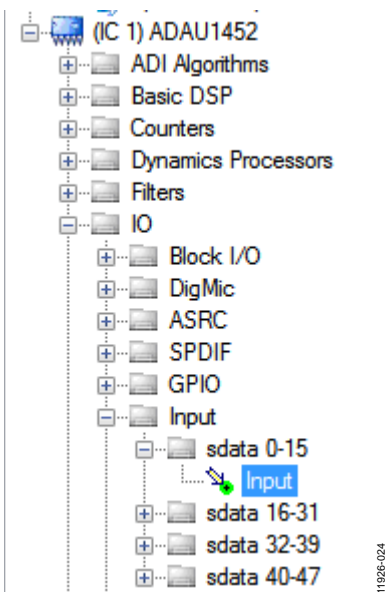 (IC 1) ADAU1452
ADI Algorithms
Basic DSP
Counters
Dynamics Processors
Filters
IO
Block I/O
DigMic
ASRC
SPDIF
GPIO
Input
sdata 0-15
Input
sdata 16-31
sdata 32-39
sdata 40-47
11926-024